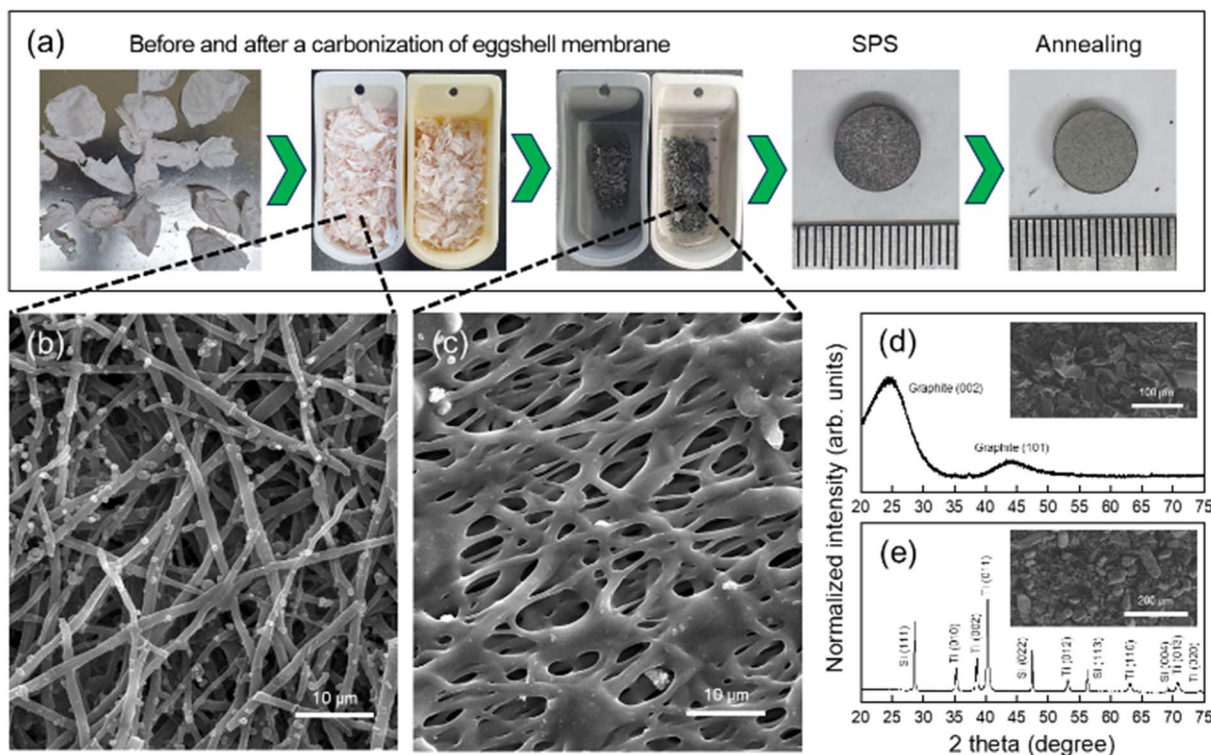 (a)
Before and after a carbonization of eggshell membrane
SPS
Annealing
(b)
10 µm
(c)
10 µm
Normalized intensity (arb. units)
(d)
Graphite (002)
Graphite (101)
100 µm
20 25 30 35 40 45 50 55 60 65 70 75
(e)
200 µm
Si (111)
Ti (010)
Ti (002)
Ti (011)
Si (022)
Ti (012)
Si (113)
Ti (110)
Si (004)
Ti (013)
Ti (020)
20 25 30 35 40 45 50 55 60 65 70 75
2 theta (degree)